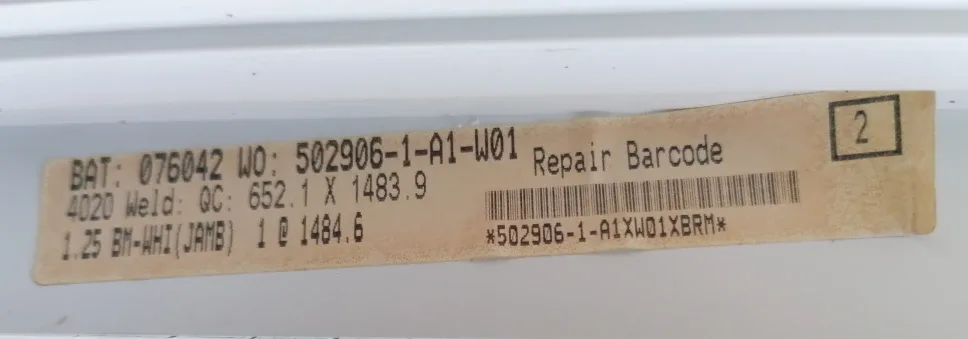 BAT: 076042 WO: 502906-1-A1-W01
4020 Weld: QC: 652.1 X 1483.9
1.25 BM-WHI(JAMB) 1 @ 1484.6
Repair Barcode
*502906-1-A1XW01XBRM*
2